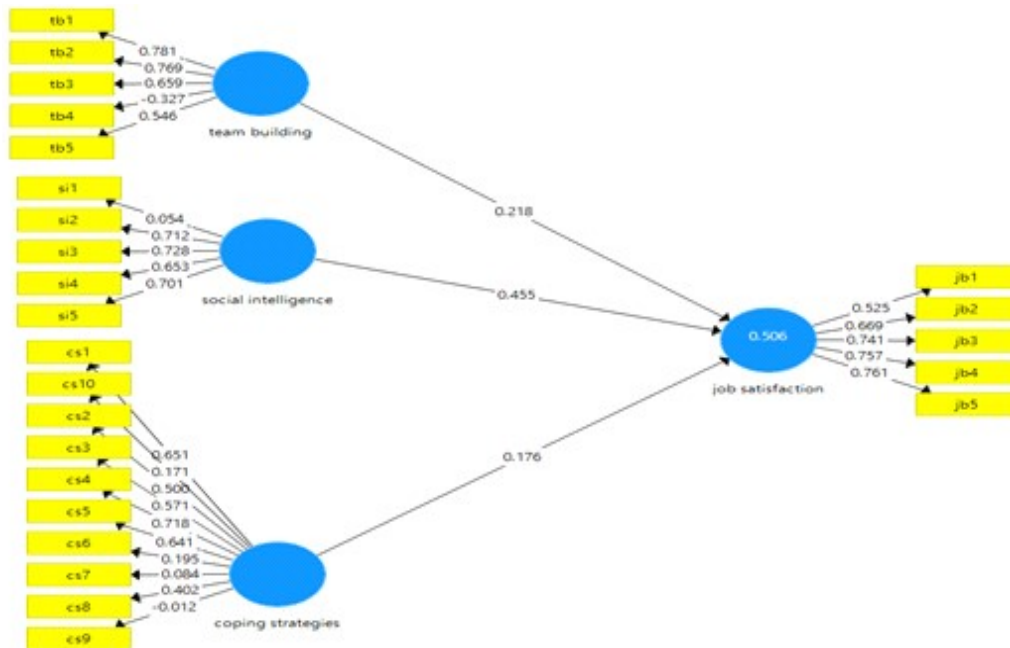 tb1
tb2
tb3
tb4
tb5
0.781
0.769
0.659
-0.327
0.546
team building
0.218
si1
si2
si3
si4
si5
0.054
0.712
0.728
0.653
0.701
social intelligence
0.455
cs1
cs10
cs2
cs3
cs4
cs5
cs6
cs7
cs8
cs9
0.651
0.171
0.500
0.571
0.718
0.641
0.195
0.084
0.402
-0.012
coping strategies
0.176
0.506
job satisfaction
0.525
0.669
0.741
0.757
0.761
jb1
jb2
jb3
jb4
jb5